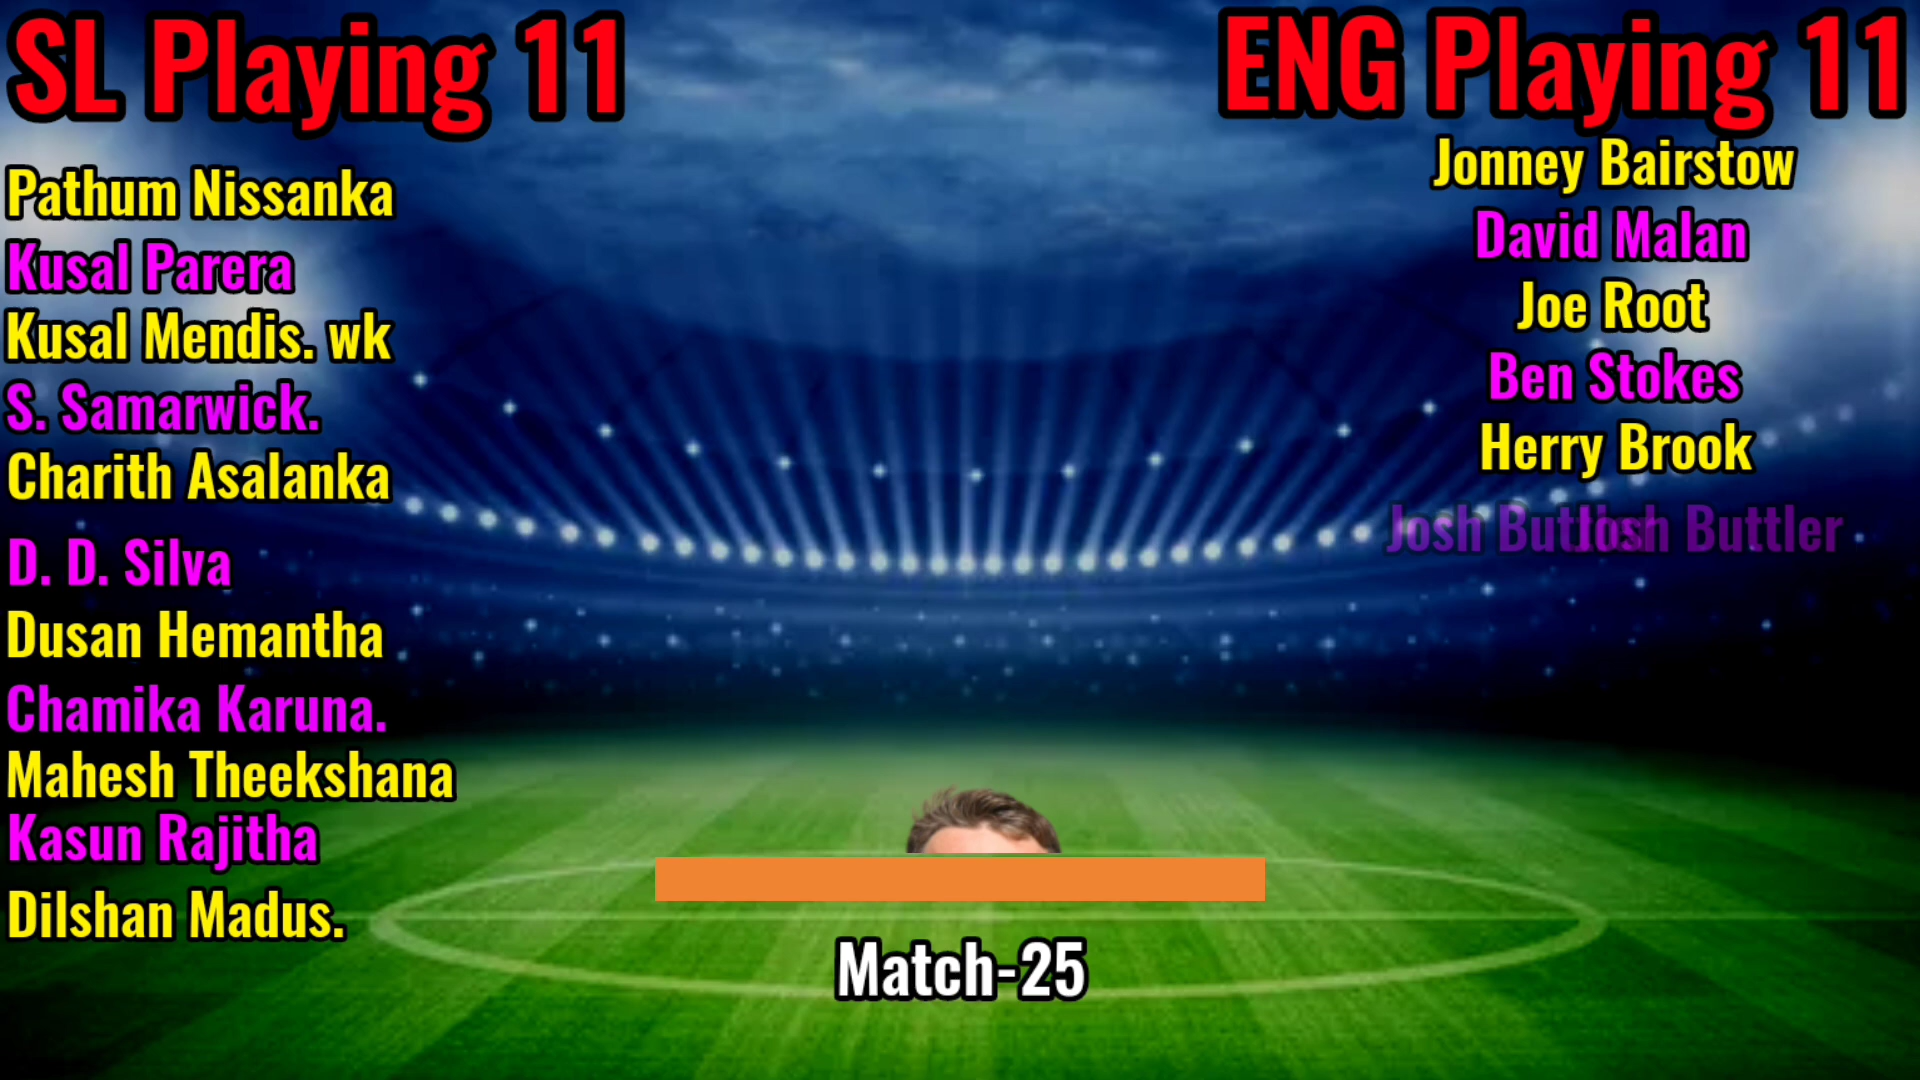 SL Playing 11
Pathum Nissanka
Kusal Parera
Kusal Mendis. wk
S. Samarwick.
Charith Asalanka
D. D. Silva
Dusan Hemantha
Chamika Karuna.
Mahesh Theekshana
Kasun Rajitha
Dilshan Madus.
ENG Playing 11
Jonney Bairstow
David Malan
Joe Root
Ben Stokes
Herry Brook
Josh Buttler
Match-25